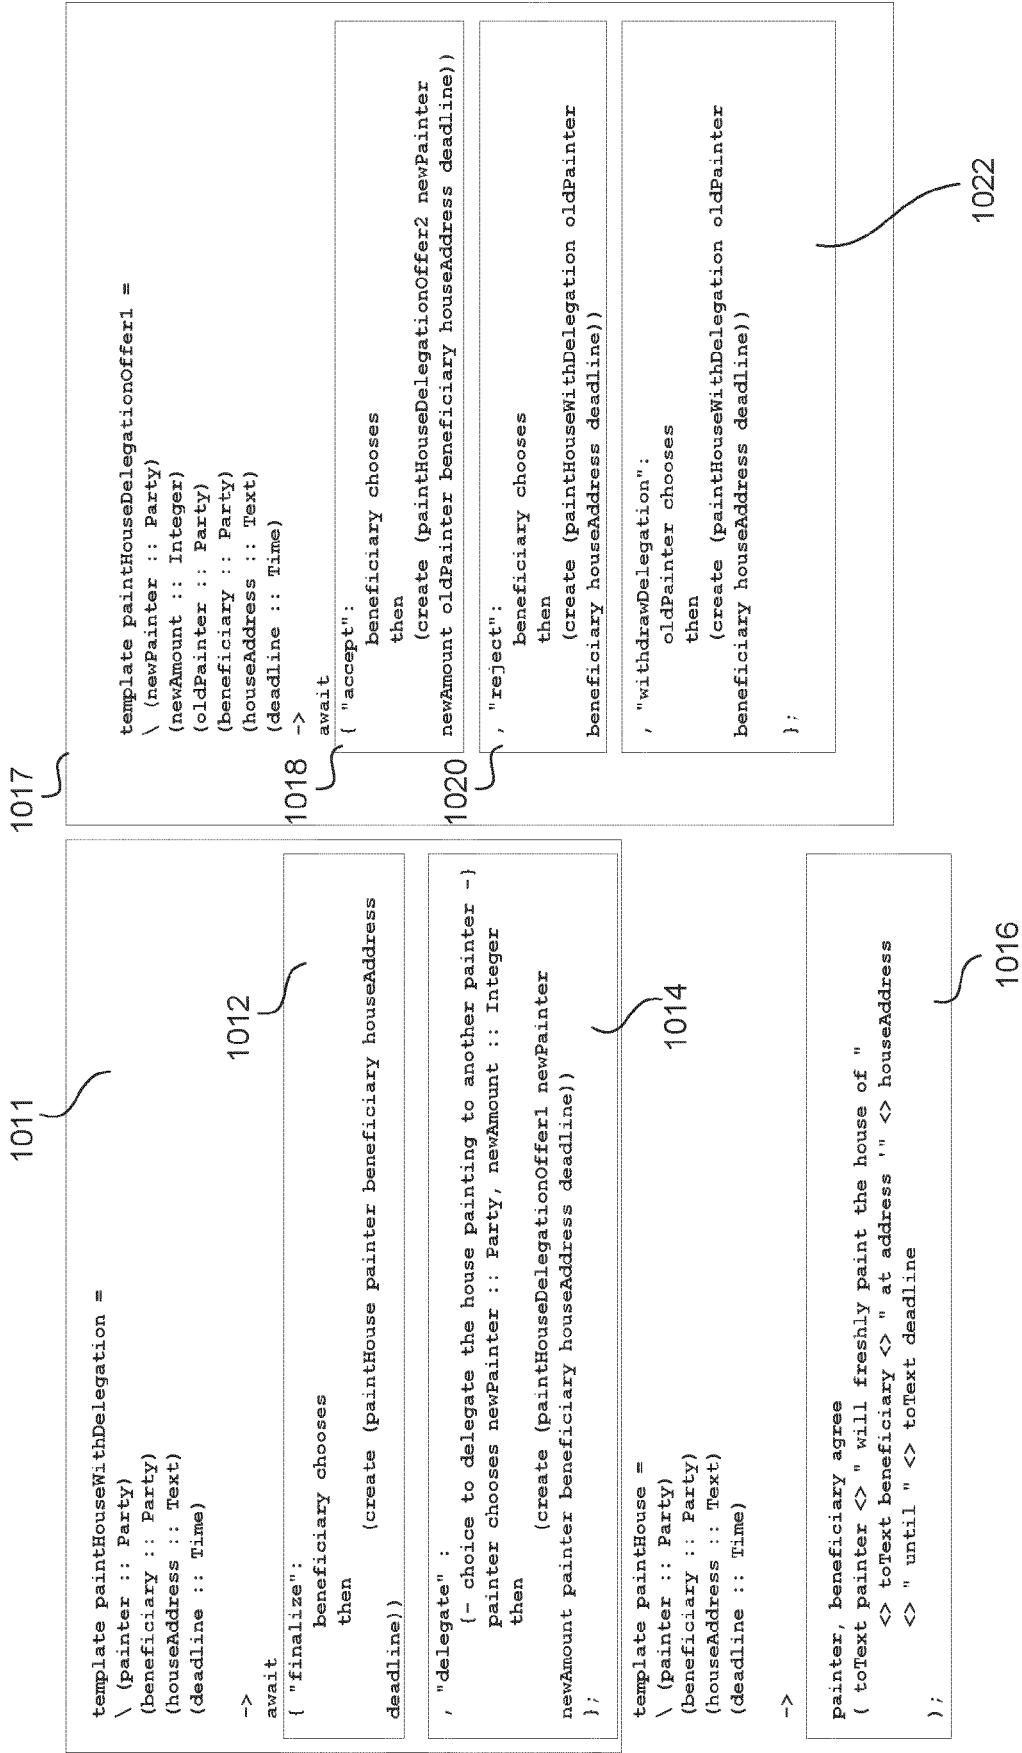 1011
template paintHouseWithDelegation =
\ (painter :: Party)
(beneficiary :: Party)
(houseAddress :: Text)
(deadline :: Time)
->
await
1012
{ "finalize":
beneficiary chooses
then
(create (paintHouse painter beneficiary houseAddress
deadline))
, "delegate" :
{- choice to delegate the house painting to another painter -}
painter chooses newPainter :: Party, newAmount :: Integer
then
(create (paintHouseDelegationOffer1 newPainter
newAmount painter beneficiary houseAddress deadline))
};
1014
template paintHouse =
\ (painter :: Party)
(beneficiary :: Party)
(houseAddress :: Text)
(deadline :: Time)
->
painter, beneficiary agree
( toText painter <> " will freshly paint the house of "
<> toText beneficiary <> " at address '" <> houseAddress
<> " until " <> toText deadline
);
1016
1017
template paintHouseDelegationOffer1 =
\ (newPainter :: Party)
(newAmount :: Integer)
(oldPainter :: Party)
(beneficiary :: Party)
(houseAddress :: Text)
(deadline :: Time)
->
await
1018
{ "accept":
beneficiary chooses
then
(create (paintHouseDelegationOffer2 newPainter
newAmount oldPainter beneficiary houseAddress deadline))
1020
, "reject":
beneficiary chooses
then
(create (paintHouseWithDelegation oldPainter
beneficiary houseAddress deadline))
, "withdrawDelegation":
oldPainter chooses
then
(create (paintHouseWithDelegation oldPainter
beneficiary houseAddress deadline))
};
1022